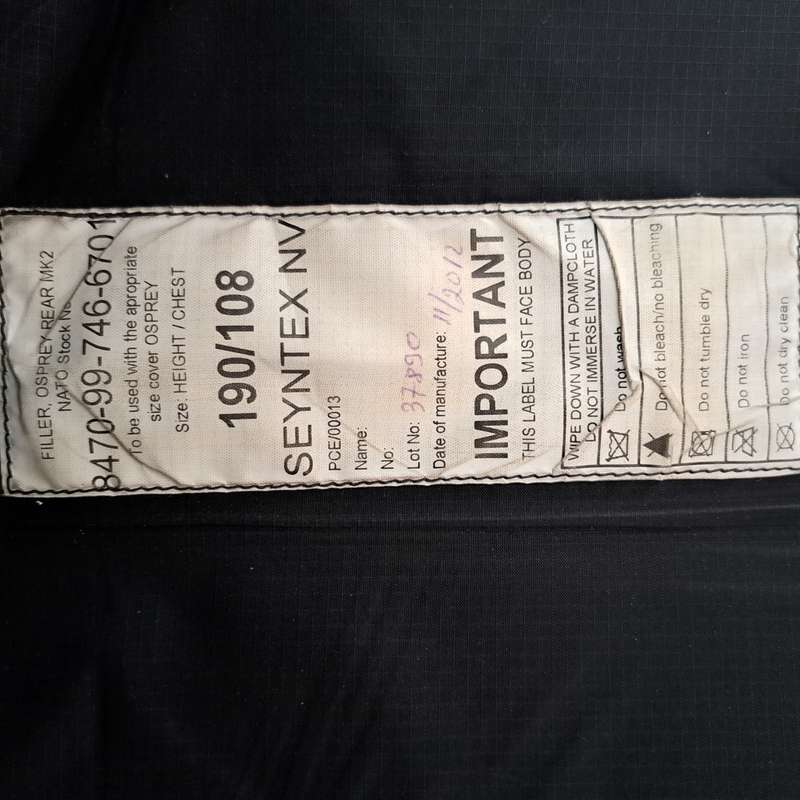 FILLER, OSPREY REAR MK2
NATO Stock No
8470-99-746-6701
To be used with the apropriate
size cover OSPREY
Size: HEIGHT / CHEST
190/108
SEYNTEX NV
PCE/00013
Name:
No:
Lot No: 37890
Date of manufacture: 11/2012
IMPORTANT
THIS LABEL MUST FACE BODY
WIPE DOWN WITH A DAMPCLOTH
DO NOT IMMERSE IN WATER
Do not wash
Do not bleach/no bleaching
Do not tumble dry
Do not iron
Do not dry clean